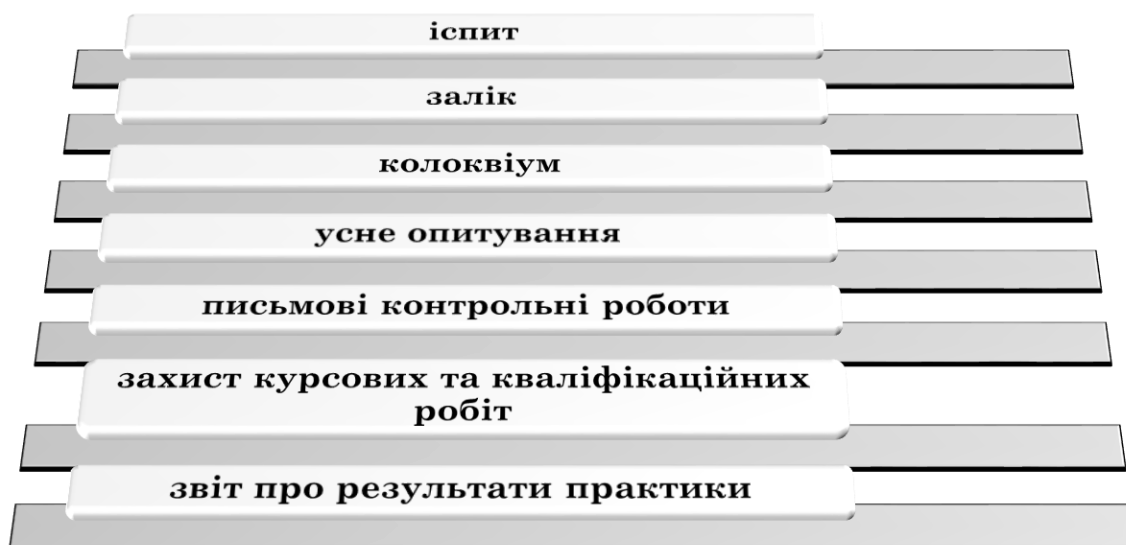 іспит
залік
колоквіум
усне опитування
письмові контрольні роботи
захист курсових та кваліфікаційних
робіт
звіт про результати практики